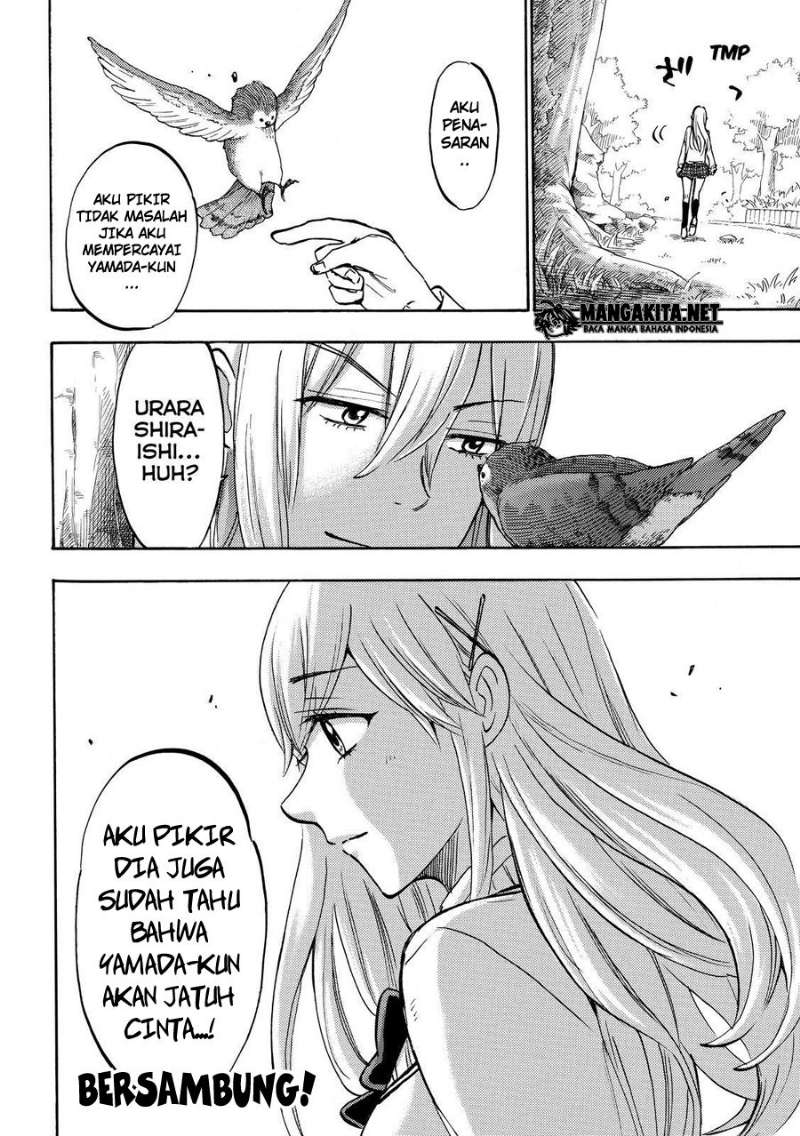 TMP
MANGAKITA.NET
BACA MANGA BAHASA INDONESIA
AKU
PENA-
SARAN
..
AKU PIKIR
TIDAK MASALAH
JIKA AKU
MEMPERCAYAI
YAMADA-KUN
...
URARA
SHIRA-
ISHI...
HUH?
AKU PIKIR
DIA JUGA
SUDAH TAHU
BAHWA
YAMADA-KUN
AKAN JATUH
CINTA...!
BERSAMBUNG!